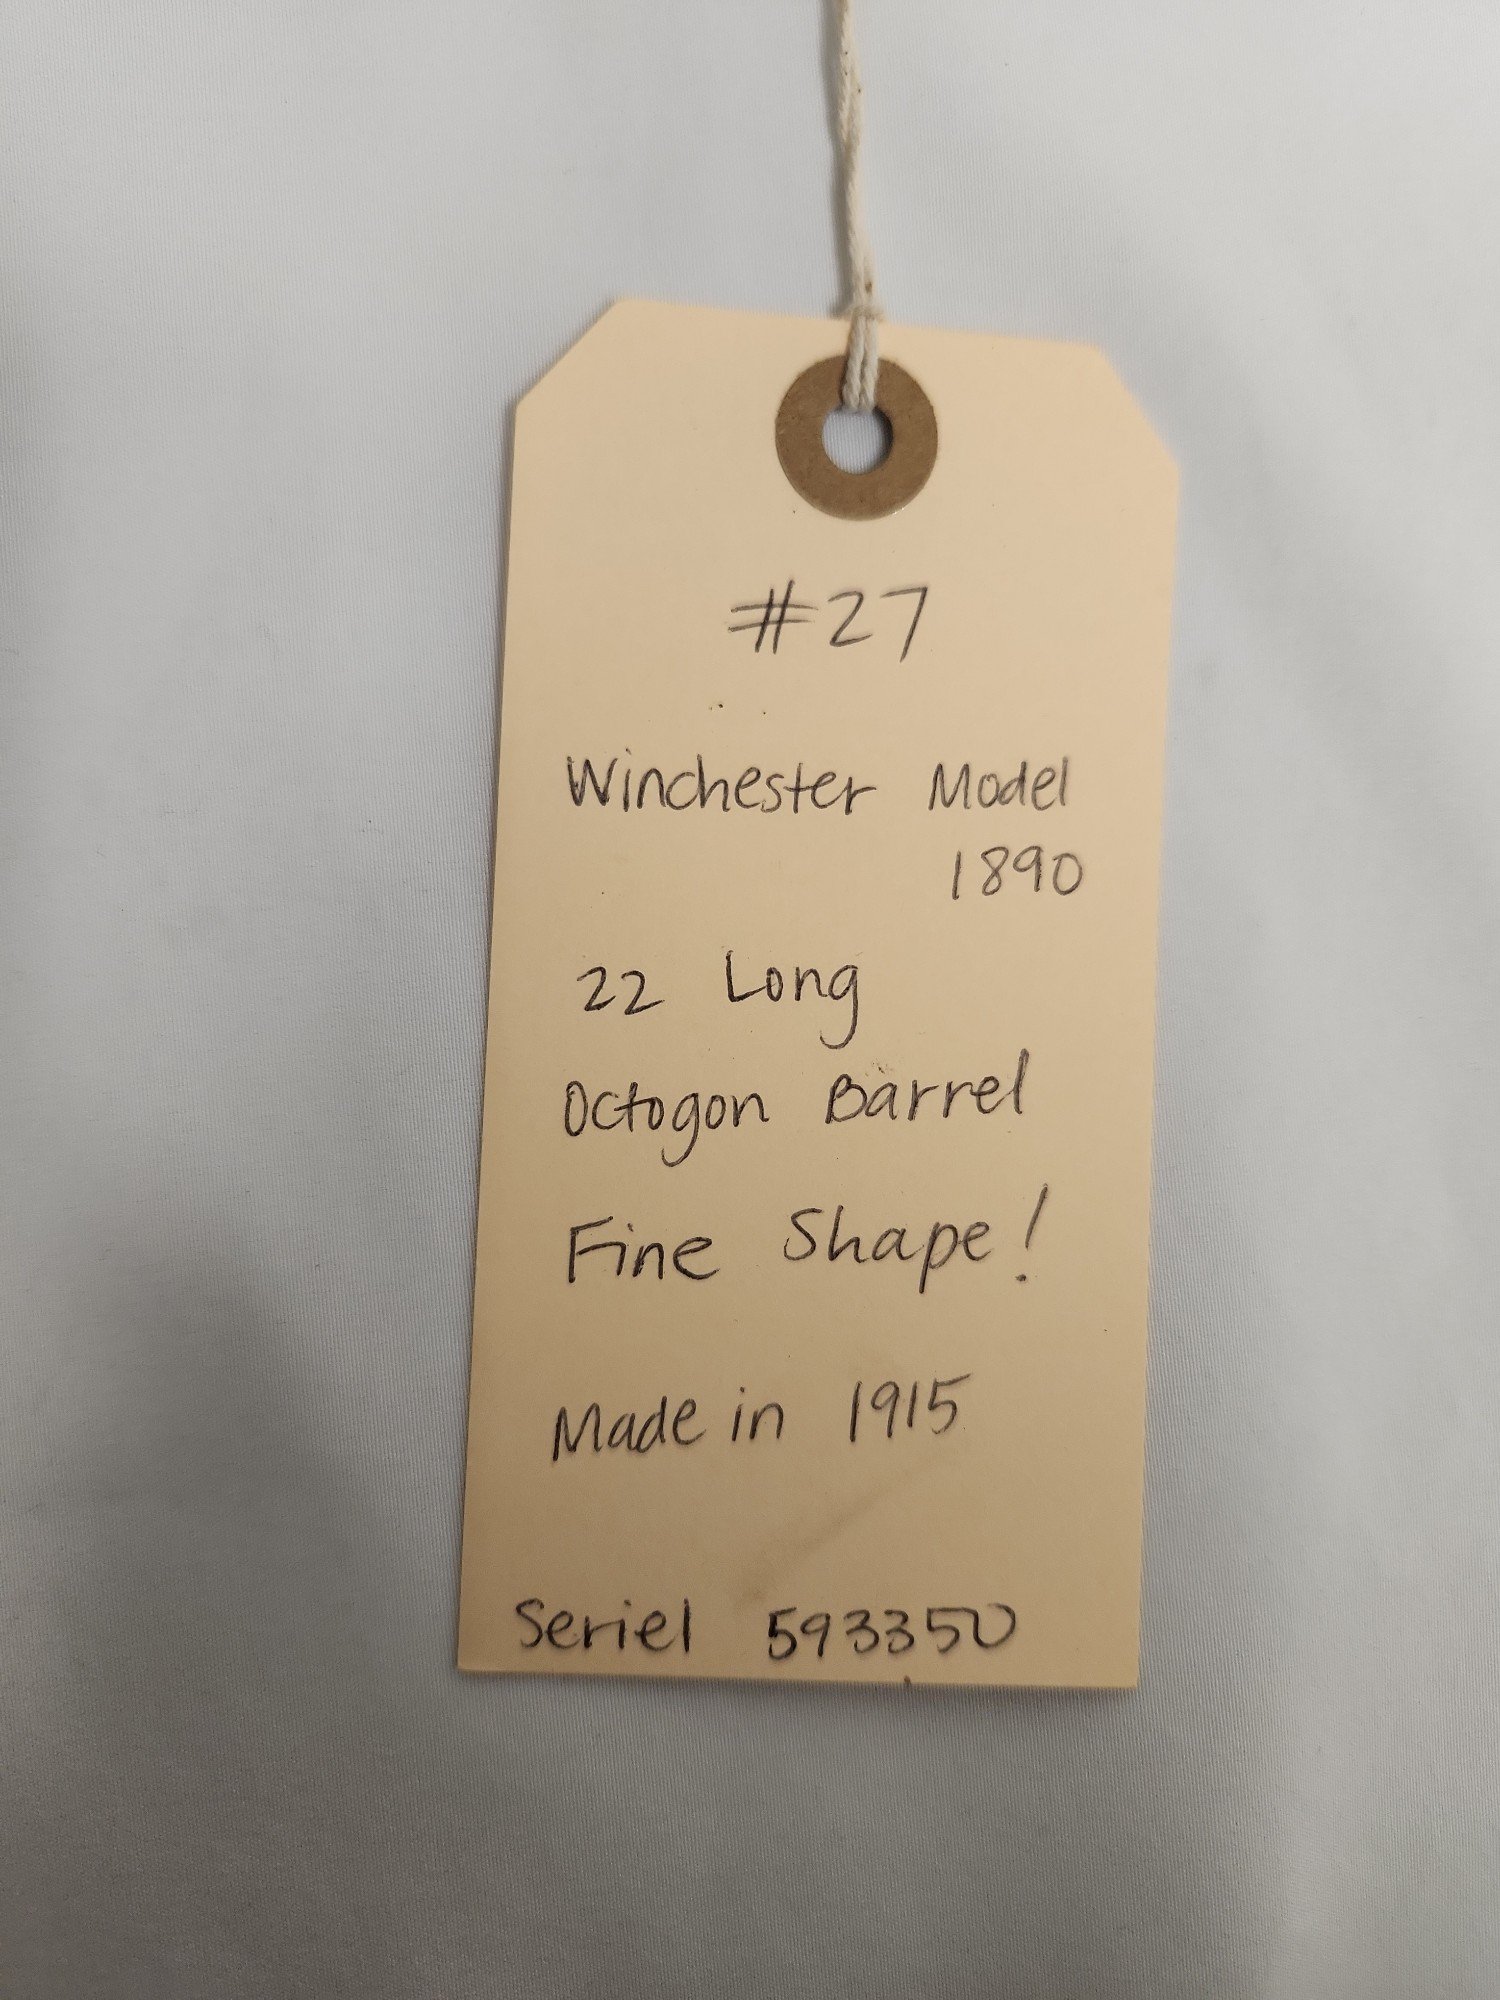 #27
Winchester Model
1890
22 Long
Octogon Barrel
Fine Shape!
Made in 1915
Seriel 593350